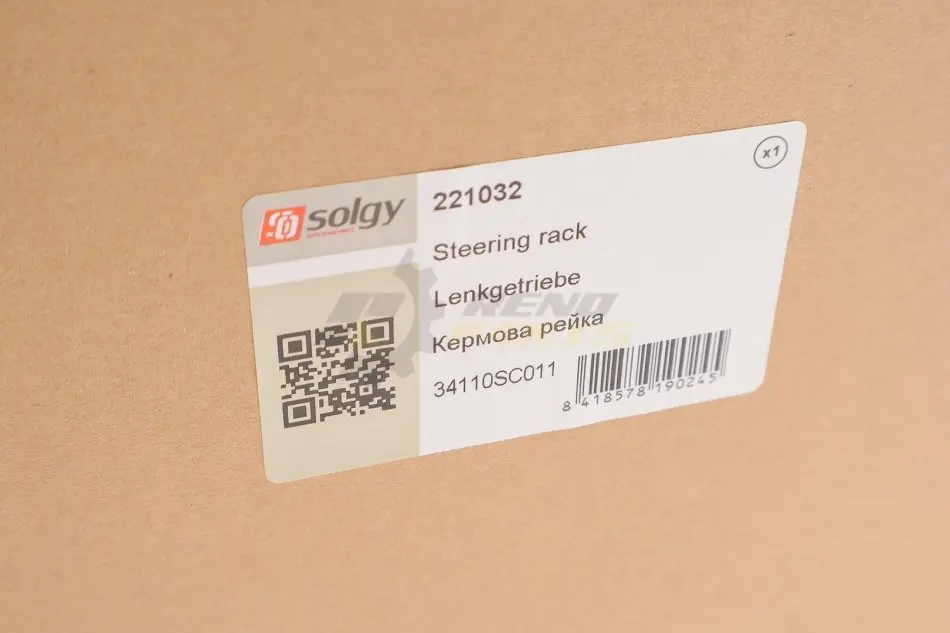 solgy
221032
x1
Steering rack
Lenkgetriebe
Кермова рейка
34110SC011
8 418578 190245